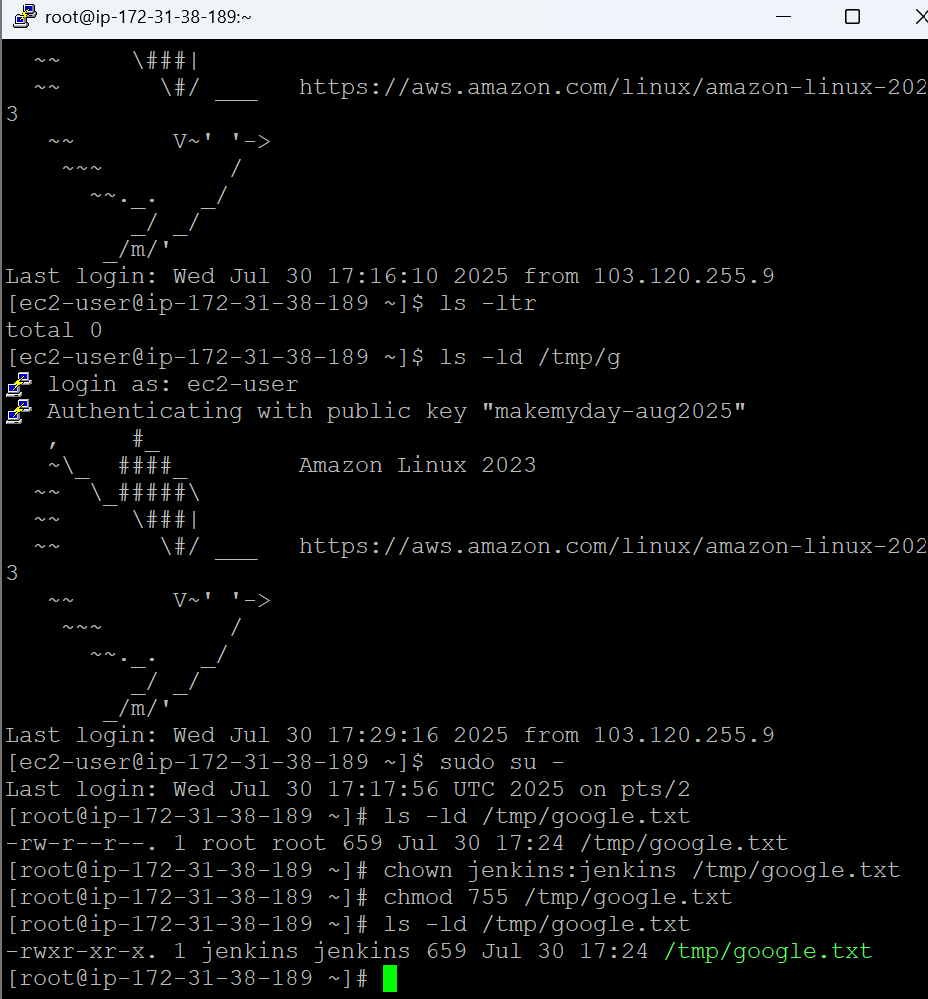 root@ip-172-31-38-189:~
  ~~     \###|
  ~~       \#/ ___   https://aws.amazon.com/linux/amazon-linux-202
3
   ~~       V~' '->
    ~~~         /
      ~~._.   _/
         _/ _/
       _/m/'
Last login: Wed Jul 30 17:16:10 2025 from 103.120.255.9
[ec2-user@ip-172-31-38-189 ~]$ ls -ltr
total 0
[ec2-user@ip-172-31-38-189 ~]$ ls -ld /tmp/g
login as: ec2-user
Authenticating with public key "makemyday-aug2025"
   ,     #_
   ~\_  ####_        Amazon Linux 2023
  ~~  \_#####\
  ~~     \###|
  ~~       \#/ ___   https://aws.amazon.com/linux/amazon-linux-202
3
   ~~       V~' '->
    ~~~         /
      ~~._.   _/
         _/ _/
       _/m/'
Last login: Wed Jul 30 17:29:16 2025 from 103.120.255.9
[ec2-user@ip-172-31-38-189 ~]$ sudo su -
Last login: Wed Jul 30 17:17:56 UTC 2025 on pts/2
[root@ip-172-31-38-189 ~]# ls -ld /tmp/google.txt
-rw-r--r--. 1 root root 659 Jul 30 17:24 /tmp/google.txt
[root@ip-172-31-38-189 ~]# chown jenkins:jenkins /tmp/google.txt
[root@ip-172-31-38-189 ~]# chmod 755 /tmp/google.txt
[root@ip-172-31-38-189 ~]# ls -ld /tmp/google.txt
-rwxr-xr-x. 1 jenkins jenkins 659 Jul 30 17:24 /tmp/google.txt
[root@ip-172-31-38-189 ~]#